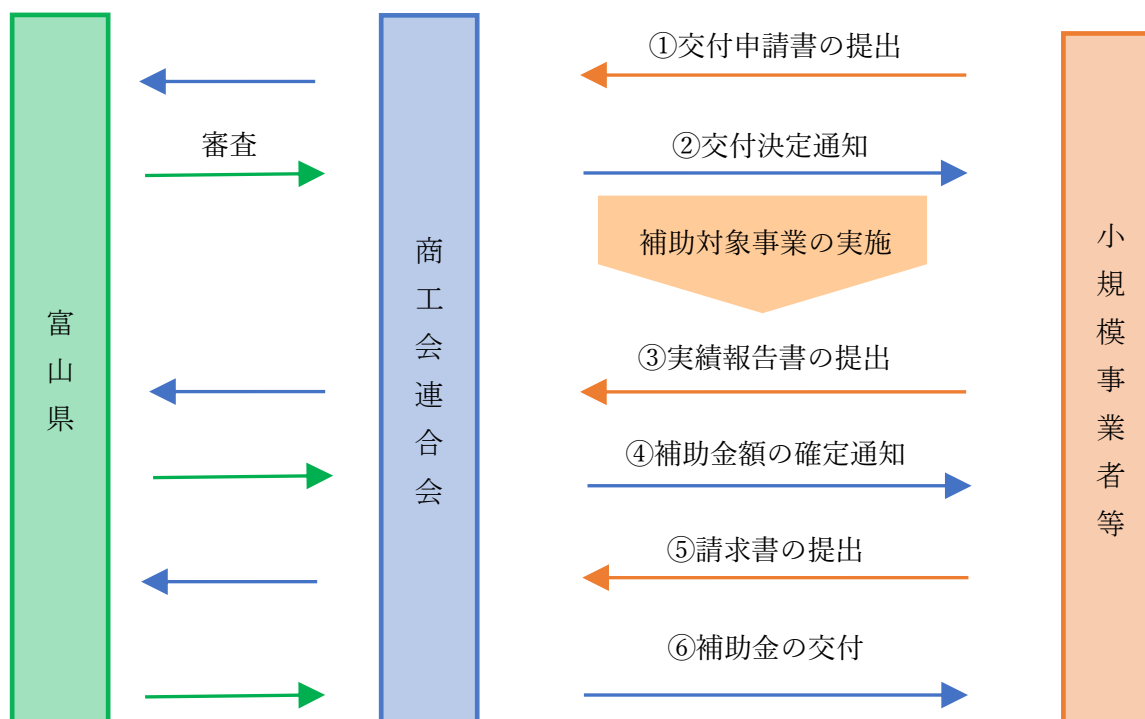 ①交付申請書の提出
審査
②交付決定通知
補助対象事業の実施
③実績報告書の提出
④補助金額の確定通知
⑤請求書の提出
⑥補助金の交付
富山県
商工会連合会
小規模事業者等